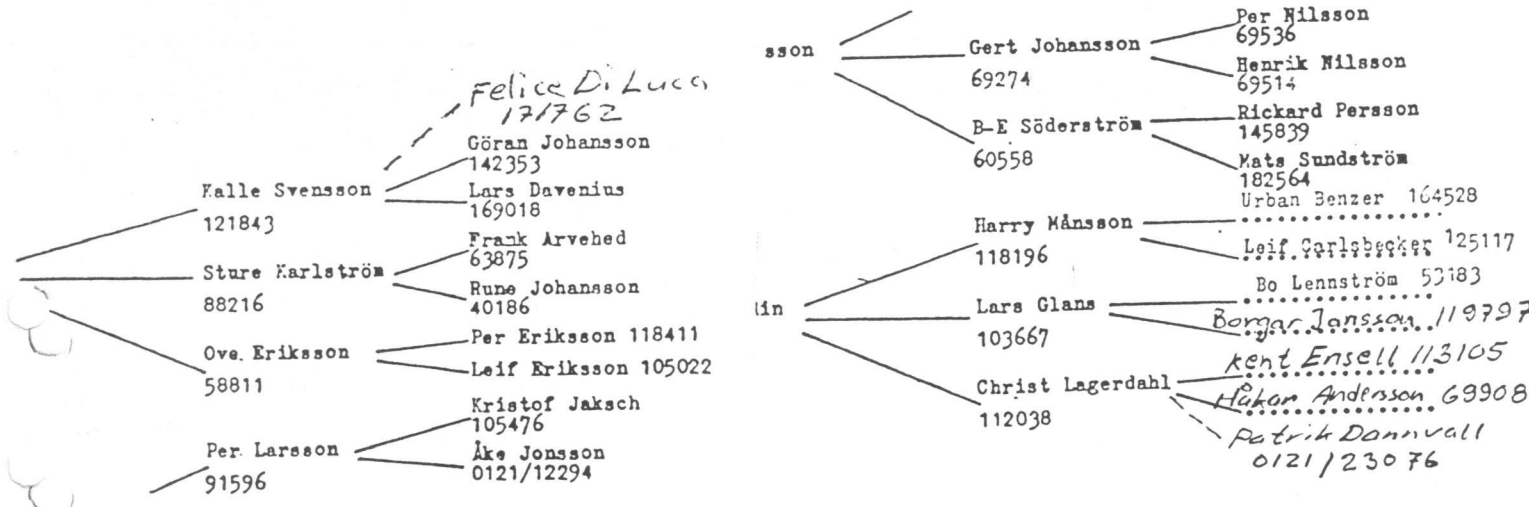 Felice Di Luca
171762
Göran Johansson
142353
Kalle Svensson
121843
Lars Davenius
169018
Frank Arvehed
63875
Sture Karlström
88216
Rune Johansson
40186
Ove. Eriksson
58811
Per Eriksson 118411
Leif Eriksson 105022
Kristof Jaksch
105476
Per. Larsson
91596
Åke Jonsson
0121/12294
sson
Per Nilsson
69536
Gert Johansson
69274
Henrik Nilsson
69514
B-E Söderström
60558
Rickard Persson
145839
Mats Sundström
182564
Harry Månsson
118196
Urban Benzer 164528
Leif Carlsbecker 125117
lin
Lars Glans
103667
Bo Lennström 53183
Borgar Jansson 119797
Christ Lagerdahl
112038
Kent Ensell 113105
Håkan Andersson 69908
Patrik Dannvall
0121/23076